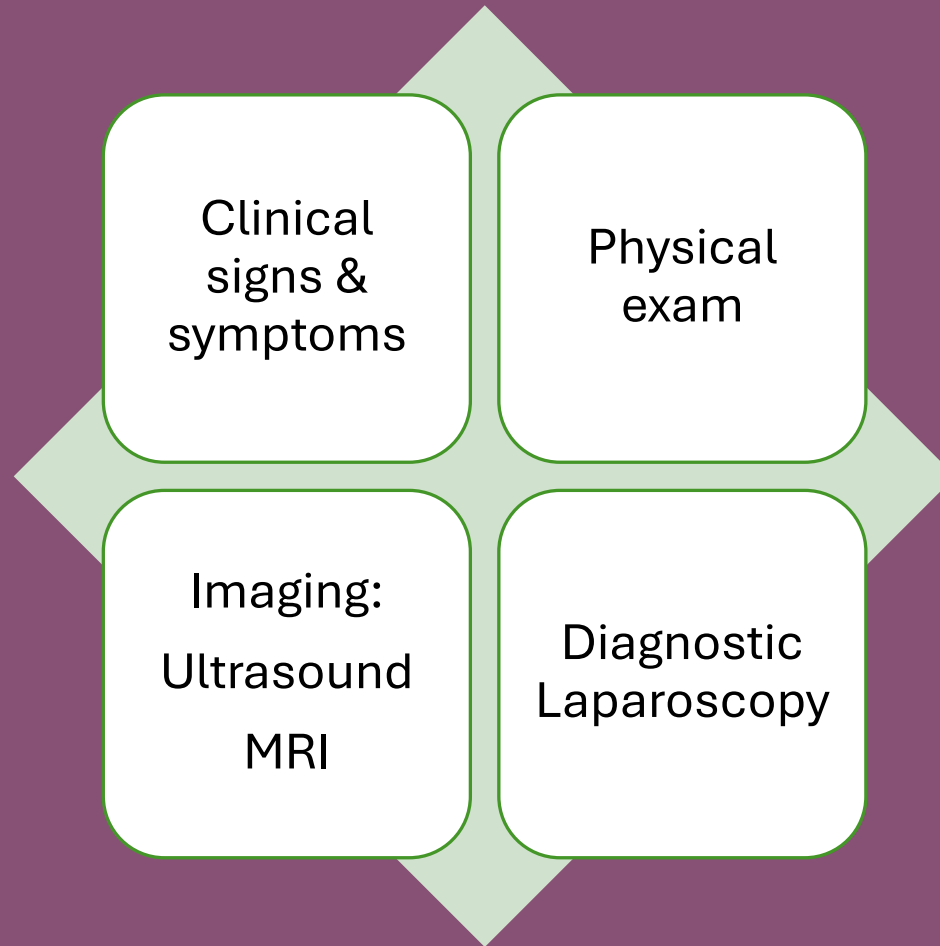 Clinical
signs &
symptoms
Physical
exam
Imaging:
Ultrasound
MRI
Diagnostic
Laparoscopy